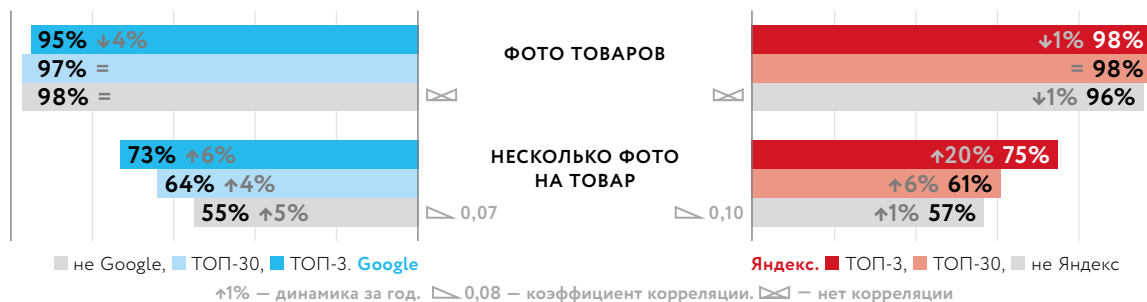 95% ↓4% ФОТО ТОВАРОВ ↓1% 98%
97% = = 98%
98% = ↓1% 96%
73% ↑6% НЕСКОЛЬКО ФОТО ↑20% 75%
64% ↑4% НА ТОВАР ↑6% 61%
55% ↑5% 0,07 0,10 ↑1% 57%
не Google, ТОП-30, ТОП-3. Google Яндекс. ТОП-3, ТОП-30, не Яндекс
↑1% — динамика за год. 0,08 — коэффициент корреляции. — нет корреляции